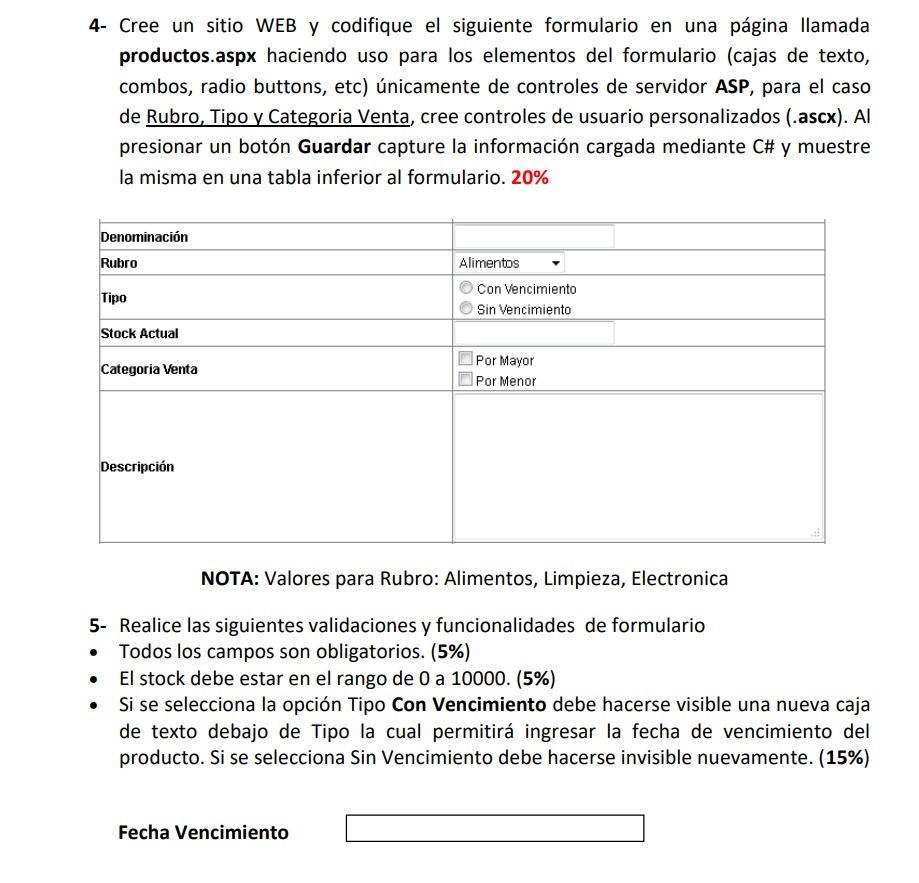 4- Cree un sitio WEB y codifique el siguiente formulario en una página llamada
productos.aspx haciendo uso para los elementos del formulario (cajas de texto,
combos, radio buttons, etc) únicamente de controles de servidor ASP, para el caso
de Rubro, Tipo y Categoria Venta, cree controles de usuario personalizados (.ascx). Al
presionar un botón Guardar capture la información cargada mediante C# y muestre
la misma en una tabla inferior al formulario. 20%
Denominación
Rubro
Alimentos
Tipo
Con Vencimiento
Sin Vencimiento
Stock Actual
Categoria Venta
Por Mayor
Por Menor
Descripción
NOTA: Valores para Rubro: Alimentos, Limpieza, Electronica
5- Realice las siguientes validaciones y funcionalidades de formulario
• Todos los campos son obligatorios. (5%)
• El stock debe estar en el rango de 0 a 10000. (5%)
• Si se selecciona la opción Tipo Con Vencimiento debe hacerse visible una nueva caja
de texto debajo de Tipo la cual permitirá ingresar la fecha de vencimiento del
producto. Si se selecciona Sin Vencimiento debe hacerse invisible nuevamente. (15%)
Fecha Vencimiento